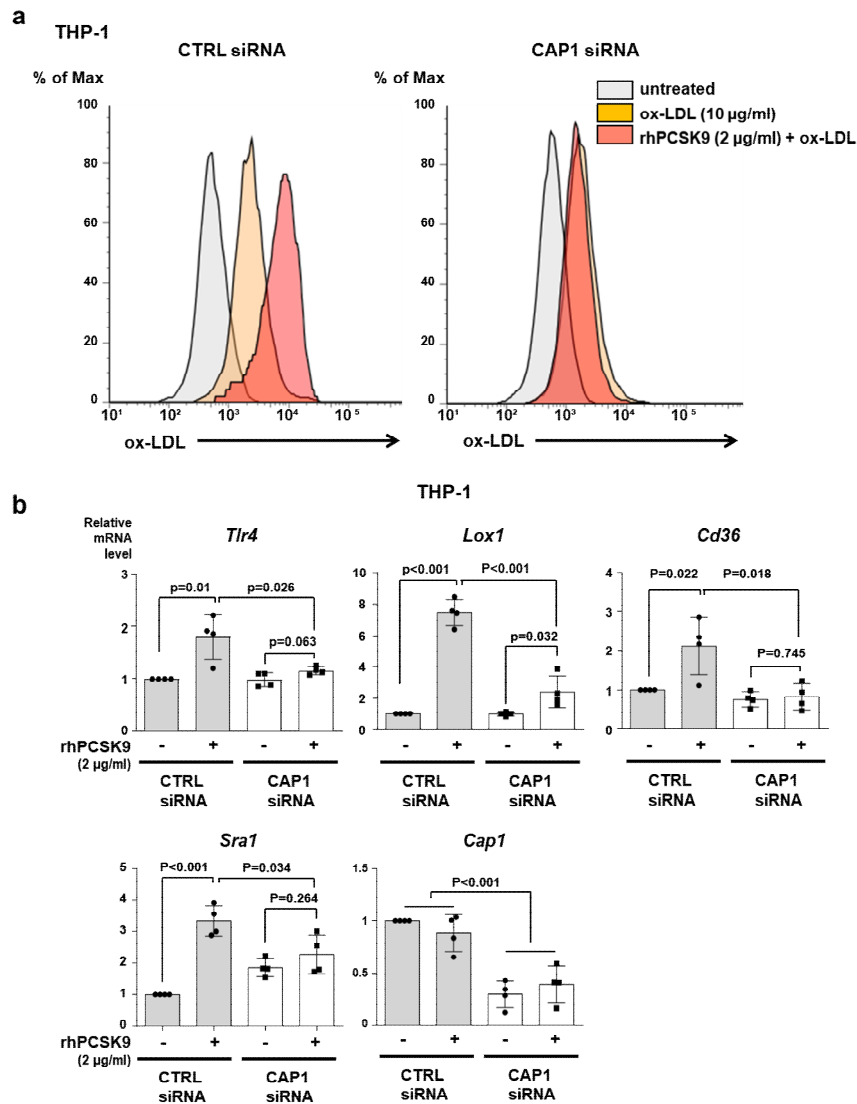 a
THP-1
CTRL siRNA
CAP1 siRNA
% of Max
% of Max
untreated
ox-LDL (10 µg/ml)
rhPCSK9 (2 µg/ml) + ox-LDL
100
80
60
40
20
0
10¹ 10² 10³ 10⁴ 10⁵
ox-LDL
100
80
60
40
20
0
10¹ 10² 10³ 10⁴ 10⁵
ox-LDL
THP-1
b
Relative
mRNA
level
Tlr4
3
2
1
0
p=0.01
p=0.026
p=0.063
rhPCSK9
(2 µg/ml)
- + - +
CTRL
siRNA
CAP1
siRNA
Lox1
10
8
6
4
2
0
p<0.001
P<0.001
p=0.032
- + - +
CTRL
siRNA
CAP1
siRNA
Cd36
4
3
2
1
0
P=0.022
P=0.018
P=0.745
- + - +
CTRL
siRNA
CAP1
siRNA
Sra1
5
4
3
2
1
0
P<0.001
P=0.034
P=0.264
rhPCSK9
(2 µg/ml)
- + - +
CTRL
siRNA
CAP1
siRNA
Cap1
1.5
1
0.5
0
P<0.001
- + - +
CTRL
siRNA
CAP1
siRNA